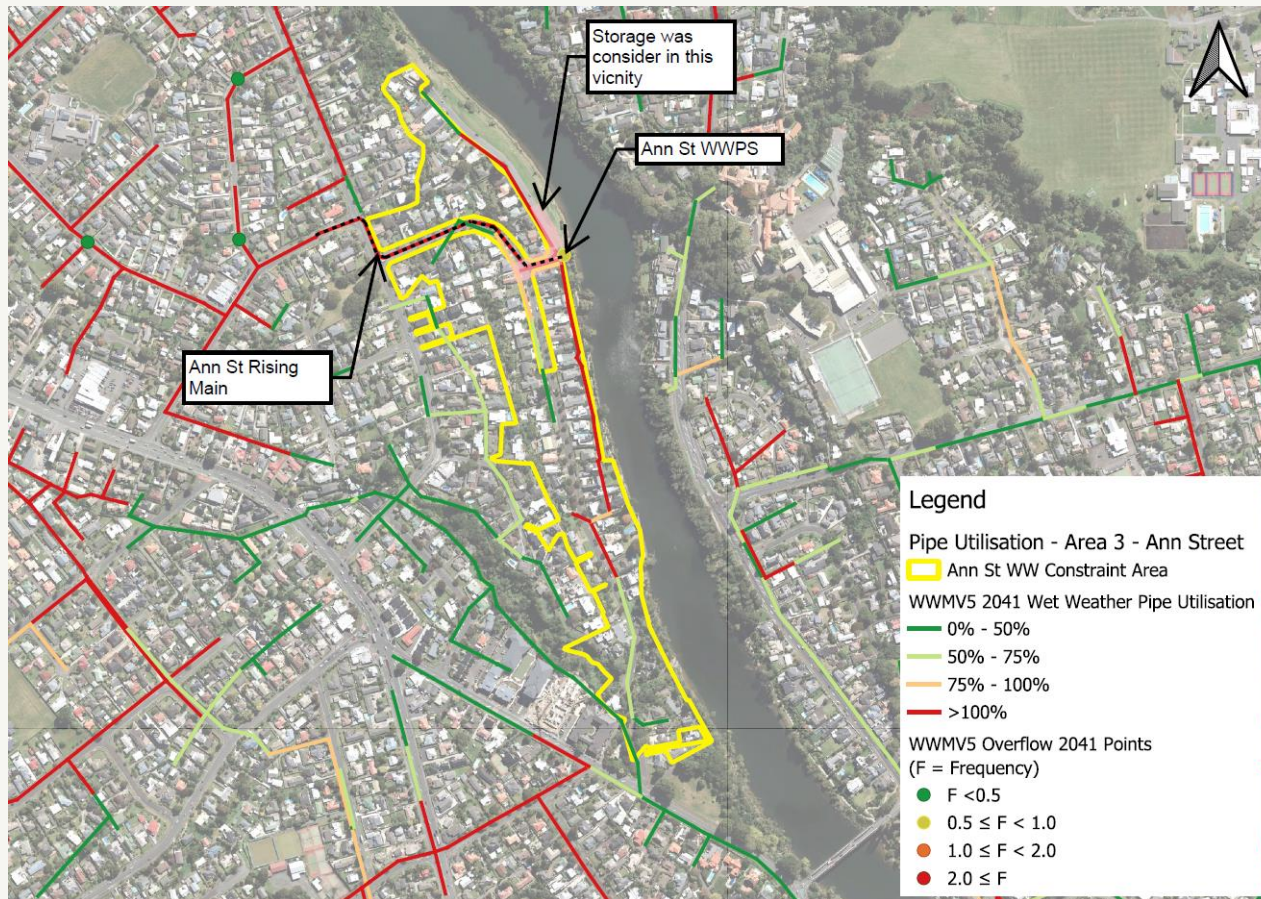 Storage was
consider in this
vicnity
Ann St WWPS
Ann St Rising
Main
Legend
Pipe Utilisation - Area 3 - Ann Street
Ann St WW Constraint Area
WWMV5 2041 Wet Weather Pipe Utilisation
0% - 50%
50% - 75%
75% - 100%
>100%
WWMV5 Overflow 2041 Points
(F = Frequency)
F <0.5
0.5 ≤ F < 1.0
1.0 ≤ F < 2.0
2.0 ≤ F